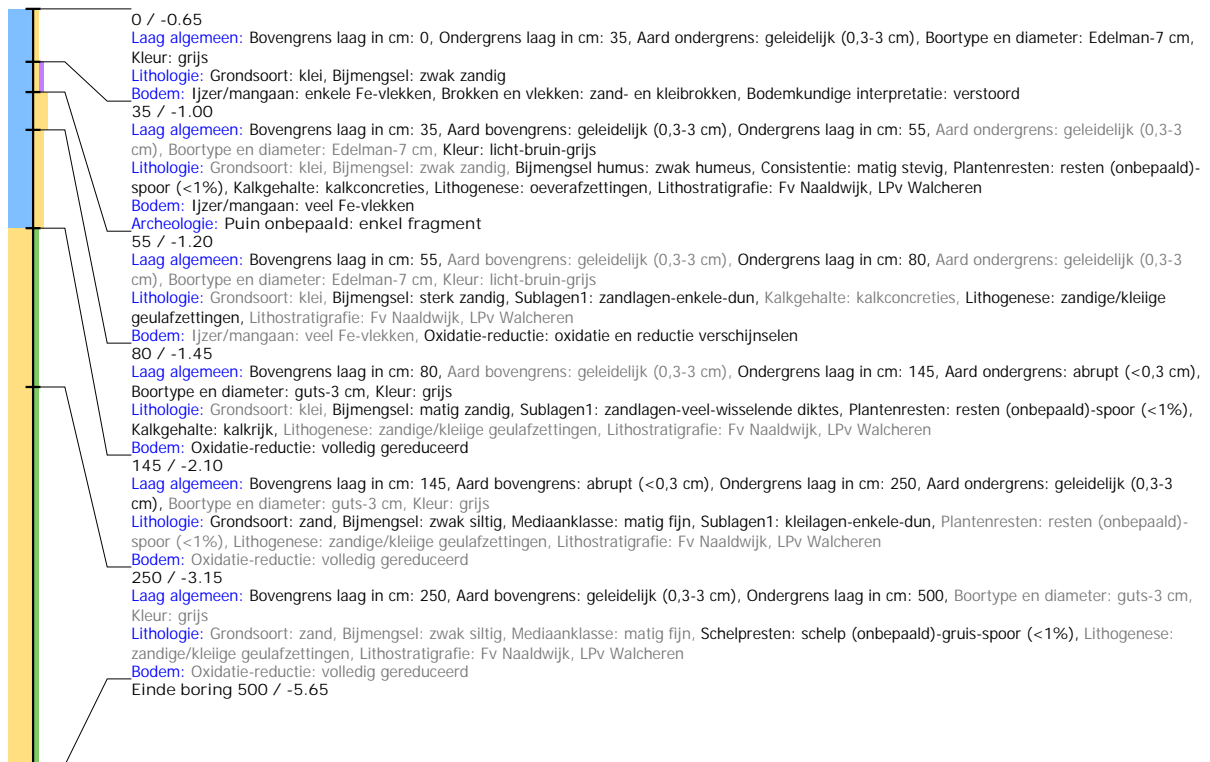 0 / -0.65
Laag algemeen: Bovengrens laag in cm: 0, Ondergrens laag in cm: 35, Aard ondergrens: geleidelijk (0,3-3 cm), Boortype en diameter: Edelman-7 cm,
Kleur: grijs
Lithologie: Grondsoort: klei, Bijmengsel: zwak zandig
Bodem: Ijzer/mangaan: enkele Fe-vlekken, Brokken en vlekken: zand- en kleibrokken, Bodemkundige interpretatie: verstoord
35 / -1.00
Laag algemeen: Bovengrens laag in cm: 35, Aard bovengrens: geleidelijk (0,3-3 cm), Ondergrens laag in cm: 55, Aard ondergrens: geleidelijk (0,3-3
cm), Boortype en diameter: Edelman-7 cm, Kleur: licht-bruin-grijs
Lithologie: Grondsoort: klei, Bijmengsel: zwak zandig, Bijmengsel humus: zwak humeus, Consistentie: matig stevig, Plantenresten: resten (onbepaald)-
spoor (<1%), Kalkgehalte: kalkconcreties, Lithogenese: oeverafzettingen, Lithostratigrafie: Fv Naaldwijk, LPv Walcheren
Bodem: Ijzer/mangaan: veel Fe-vlekken
Archeologie: Puin onbepaald: enkel fragment
55 / -1.20
Laag algemeen: Bovengrens laag in cm: 55, Aard bovengrens: geleidelijk (0,3-3 cm), Ondergrens laag in cm: 80, Aard ondergrens: geleidelijk (0,3-3
cm), Boortype en diameter: Edelman-7 cm, Kleur: licht-bruin-grijs
Lithologie: Grondsoort: klei, Bijmengsel: sterk zandig, Sublagen1: zandlagen-enkele-dun, Kalkgehalte: kalkconcreties, Lithogenese: zandige/kleiige
geulafzettingen, Lithostratigrafie: Fv Naaldwijk, LPv Walcheren
Bodem: Ijzer/mangaan: veel Fe-vlekken, Oxidatie-reductie: oxidatie en reductie verschijnselen
80 / -1.45
Laag algemeen: Bovengrens laag in cm: 80, Aard bovengrens: geleidelijk (0,3-3 cm), Ondergrens laag in cm: 145, Aard ondergrens: abrupt (<0,3 cm),
Boortype en diameter: guts-3 cm, Kleur: grijs
Lithologie: Grondsoort: klei, Bijmengsel: matig zandig, Sublagen1: zandlagen-veel-wisselende diktes, Plantenresten: resten (onbepaald)-spoor (<1%),
Kalkgehalte: kalkrijk, Lithogenese: zandige/kleiige geulafzettingen, Lithostratigrafie: Fv Naaldwijk, LPv Walcheren
Bodem: Oxidatie-reductie: volledig gereduceerd
145 / -2.10
Laag algemeen: Bovengrens laag in cm: 145, Aard bovengrens: abrupt (<0,3 cm), Ondergrens laag in cm: 250, Aard ondergrens: geleidelijk (0,3-3
cm), Boortype en diameter: guts-3 cm, Kleur: grijs
Lithologie: Grondsoort: zand, Bijmengsel: zwak siltig, Mediaanklasse: matig fijn, Sublagen1: kleilagen-enkele-dun, Plantenresten: resten (onbepaald)-
spoor (<1%), Lithogenese: zandige/kleiige geulafzettingen, Lithostratigrafie: Fv Naaldwijk, LPv Walcheren
Bodem: Oxidatie-reductie: volledig gereduceerd
250 / -3.15
Laag algemeen: Bovengrens laag in cm: 250, Aard bovengrens: geleidelijk (0,3-3 cm), Ondergrens laag in cm: 500, Boortype en diameter: guts-3 cm,
Kleur: grijs
Lithologie: Grondsoort: zand, Bijmengsel: zwak siltig, Mediaanklasse: matig fijn, Schelpresten: schelp (onbepaald)-gruis-spoor (<1%), Lithogenese:
zandige/kleiige geulafzettingen, Lithostratigrafie: Fv Naaldwijk, LPv Walcheren
Bodem: Oxidatie-reductie: volledig gereduceerd
Einde boring 500 / -5.65